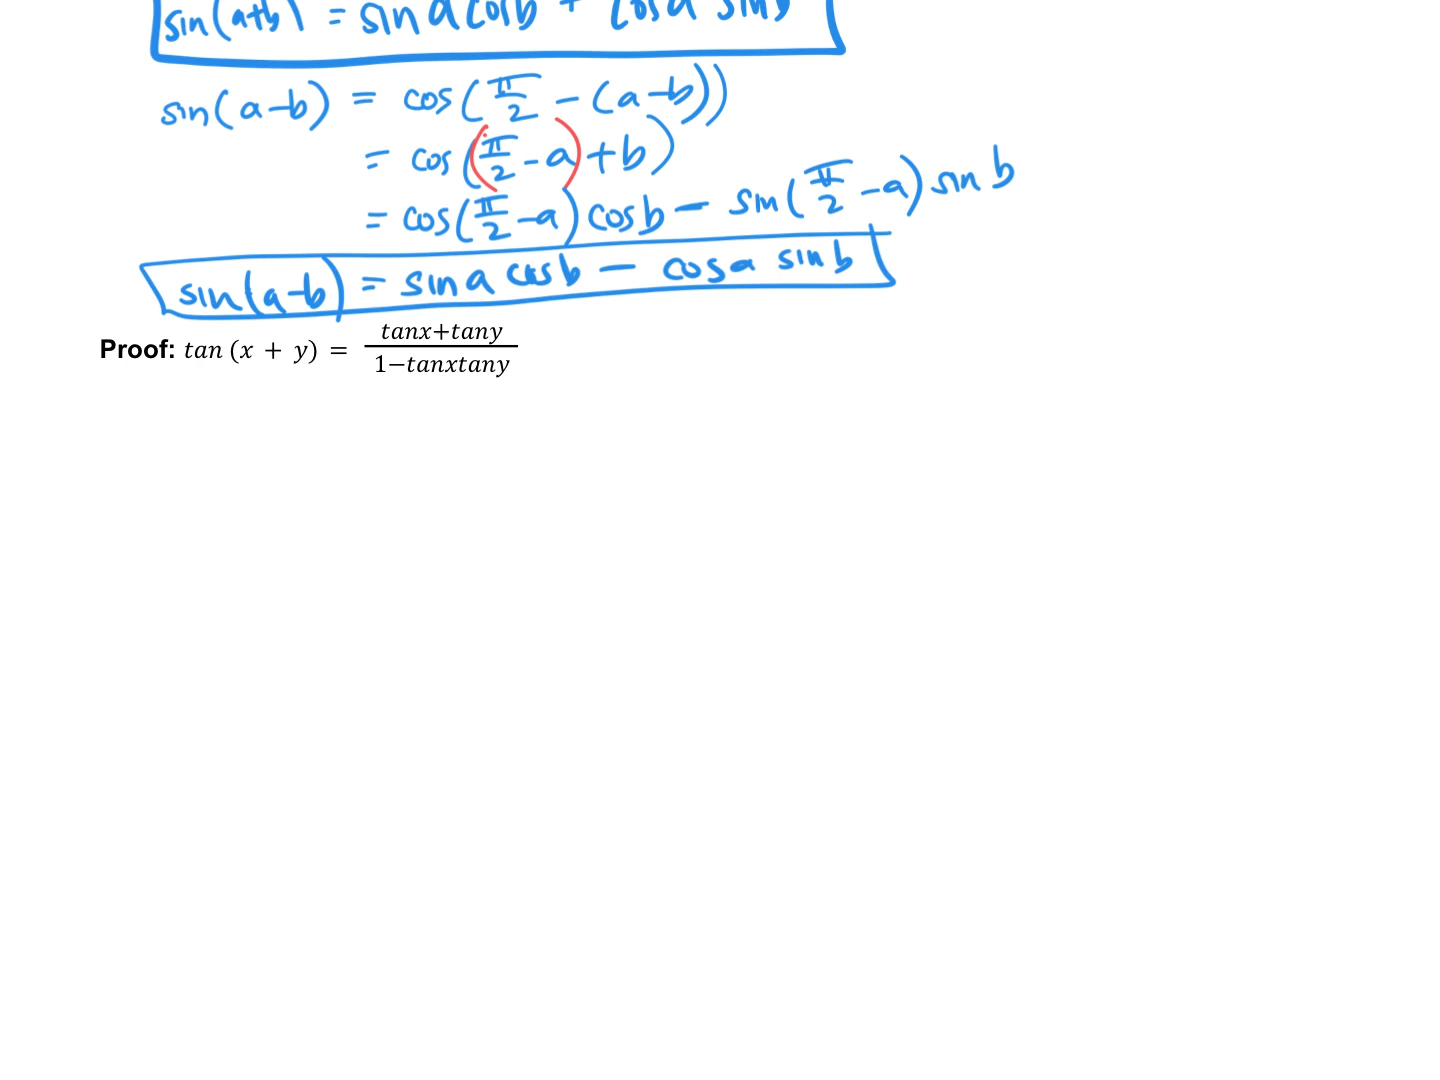 sin(a+b) = sin a cos b + cos a sin b
sin(a-b) = cos(π/2 - (a-b))
= cos((π/2 - a) + b)
= cos(π/2 - a) cos b - sin(π/2 - a) sin b
sin(a-b) = sin a cos b - cos a sin b
Proof: tan (x + y) = tanx+tany / 1−tanxtany